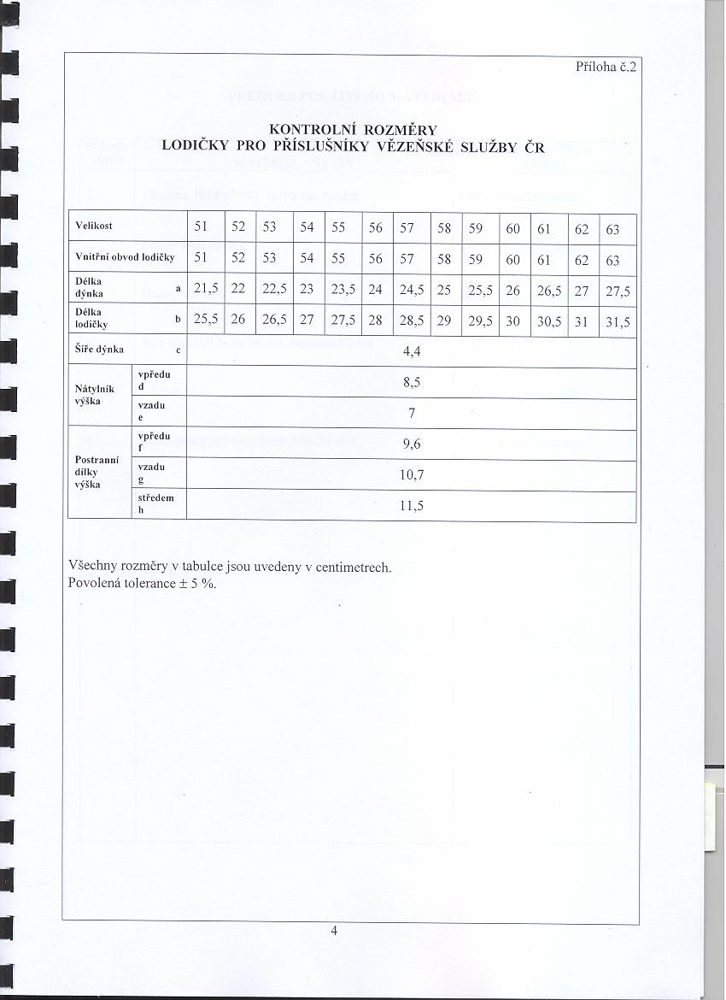 Příloha č.2
KONTROLNÍ ROZMĚRY
LODIČKY PRO PŘÍSLUŠNÍKY VĚZEŇSKÉ SLUŽBY ČR
Velikost 51 52 53 54 55 56 57 58 59 60 61 62 63
Vnitřní obvod lodičky 51 52 53 54 55 56 57 58 59 60 61 62 63
Délka
dýnka a 21,5 22 22,5 23 23,5 24 24,5 25 25,5 26 26,5 27 27,5
Délka
lodičky b 25,5 26 26,5 27 27,5 28 28,5 29 29,5 30 30,5 31 31,5
Šíře dýnka c 4,4
Nátylník
výška
vpředu
d 8,5
vzadu
e 7
Postranní
dílky
výška
vpředu
f 9,6
vzadu
g 10,7
středem
h 11,5
Všechny rozměry v tabulce jsou uvedeny v centimetrech.
Povolená tolerance ± 5 %.
4